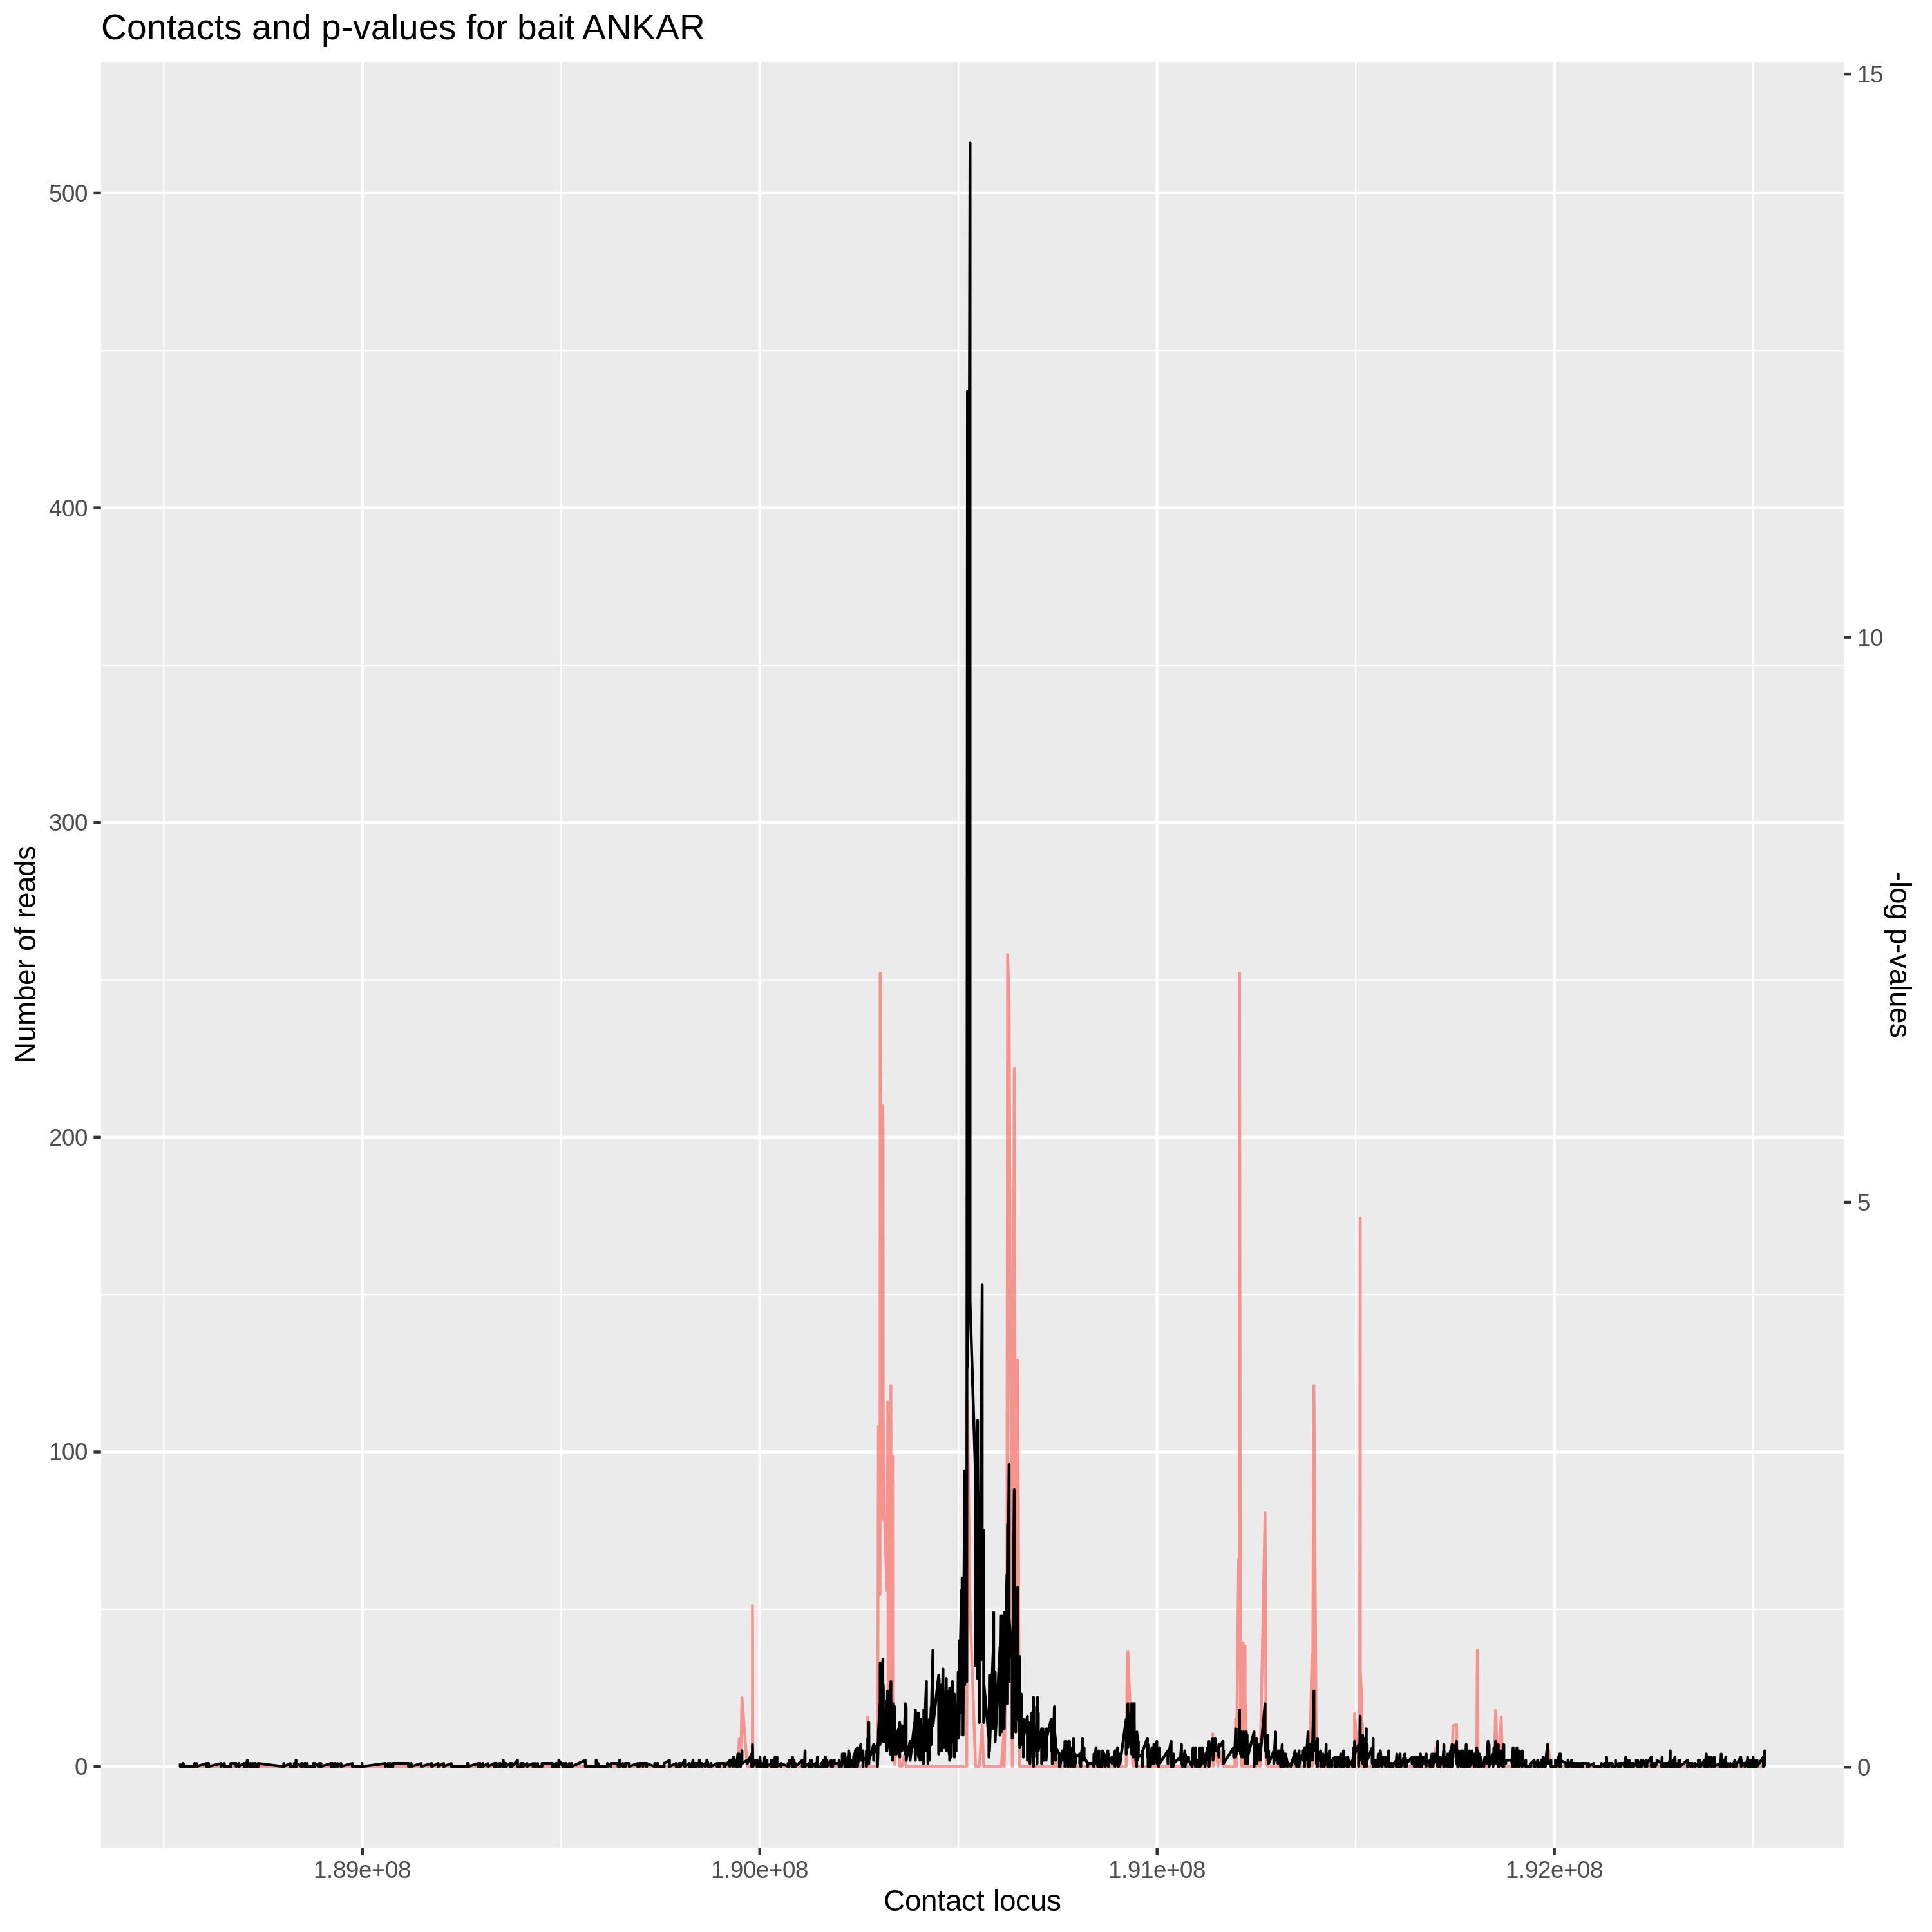 Contacts and p-values for bait ANKAR
15
500
400
10
300
Number of reads
-log p-values
200
5
100
0
0
1.89e+08
1.90e+08
1.91e+08
1.92e+08
Contact locus